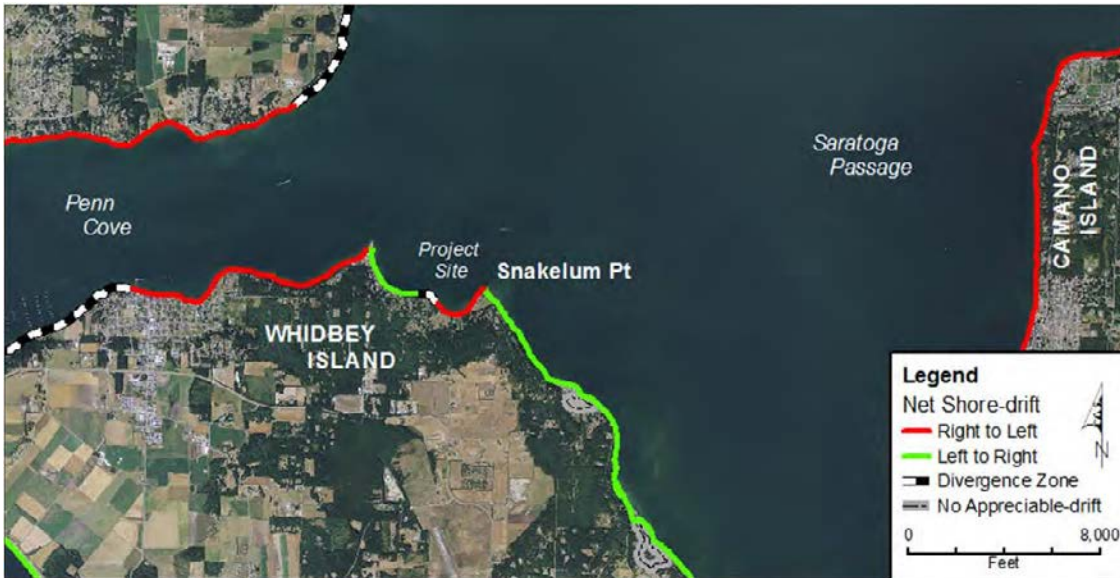 Saratoga
Passage
Penn
Cove
Project
Site
Snakelum Pt
WHIDBEY
ISLAND
CAMANO
ISLAND
Legend
Net Shore-drift
Right to Left
Left to Right
Divergence Zone
No Appreciable-drift
N
0 8,000
Feet